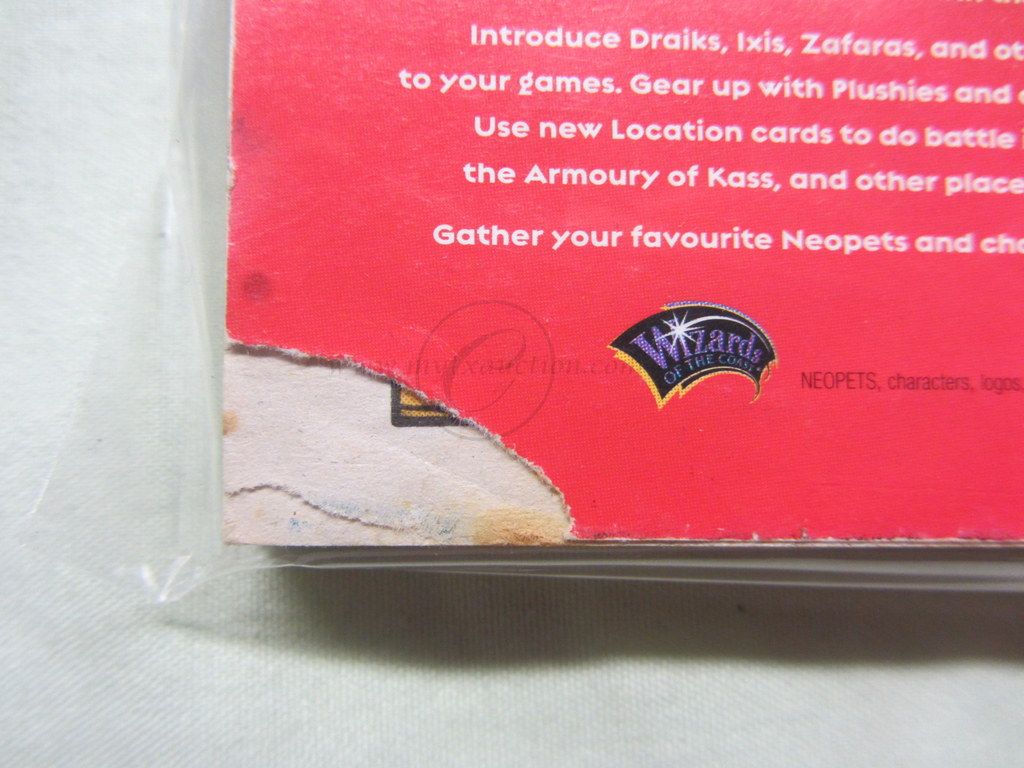 Introduce Draiks, Ixis, Zafaras, and ot
to your games. Gear up with Plushies and
Use new Location cards to do battle
the Armoury of Kass, and other place
Gather your favourite Neopets and cha
Wizards
OF THE COAST
NEOPETS, characters, logos,